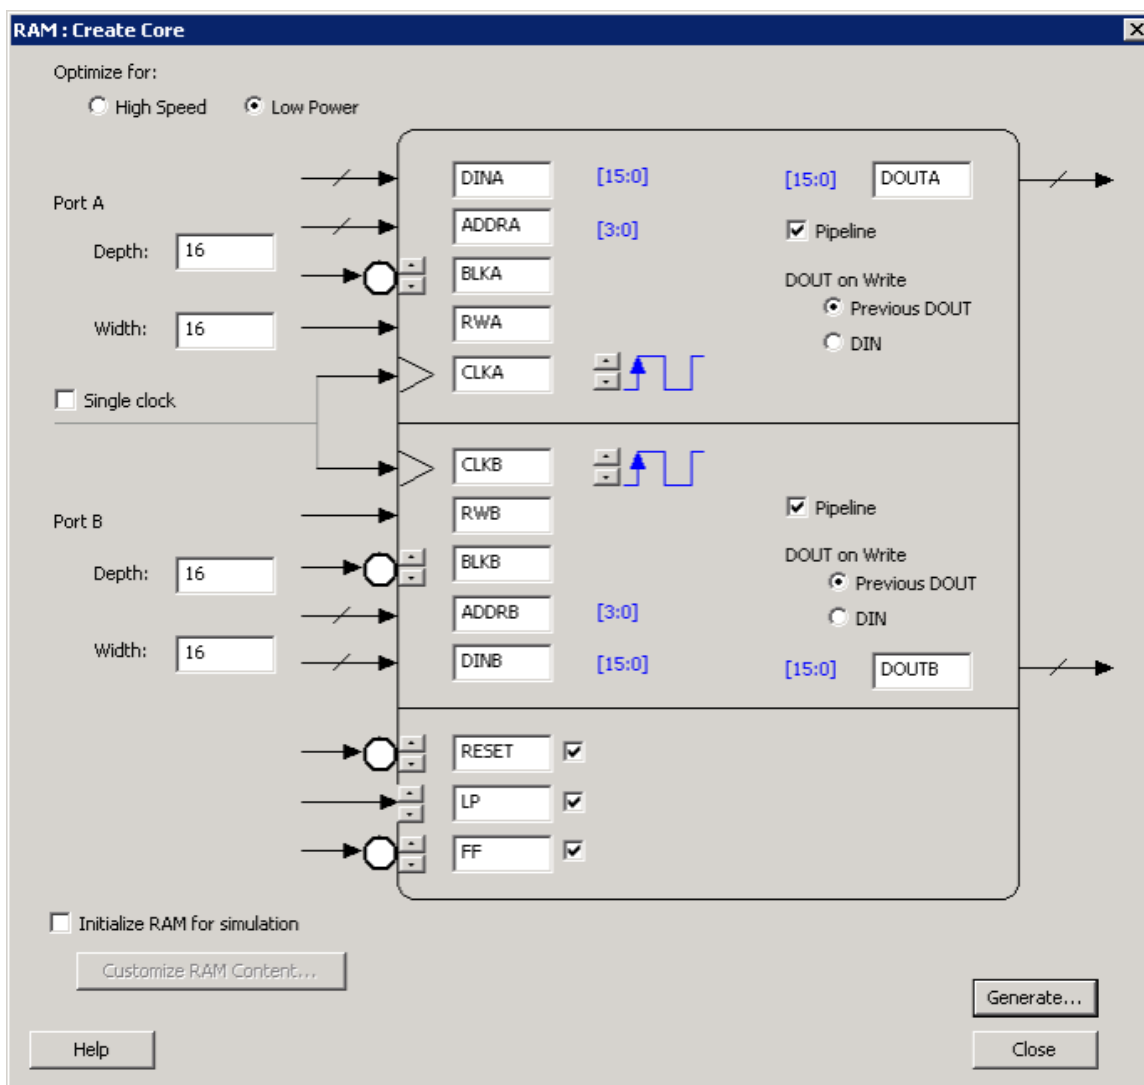 RAM : Create Core
Optimize for:
High Speed Low Power
DINA [15:0] [15:0] DOUTA
Port A
ADDRA [3:0] Pipeline
Depth: 16
BLKA DOUT on Write
Previous DOUT
Width: 16 RWA
DIN
CLKA
Single clock
CLKB
Port B RWB Pipeline
BLKB DOUT on Write
Depth: 16 Previous DOUT
ADDRB [3:0] DIN
Width: 16 DINB [15:0] [15:0] DOUTB
RESET
LP
FF
Initialize RAM for simulation
Customize RAM Content...
Generate...
Help Close